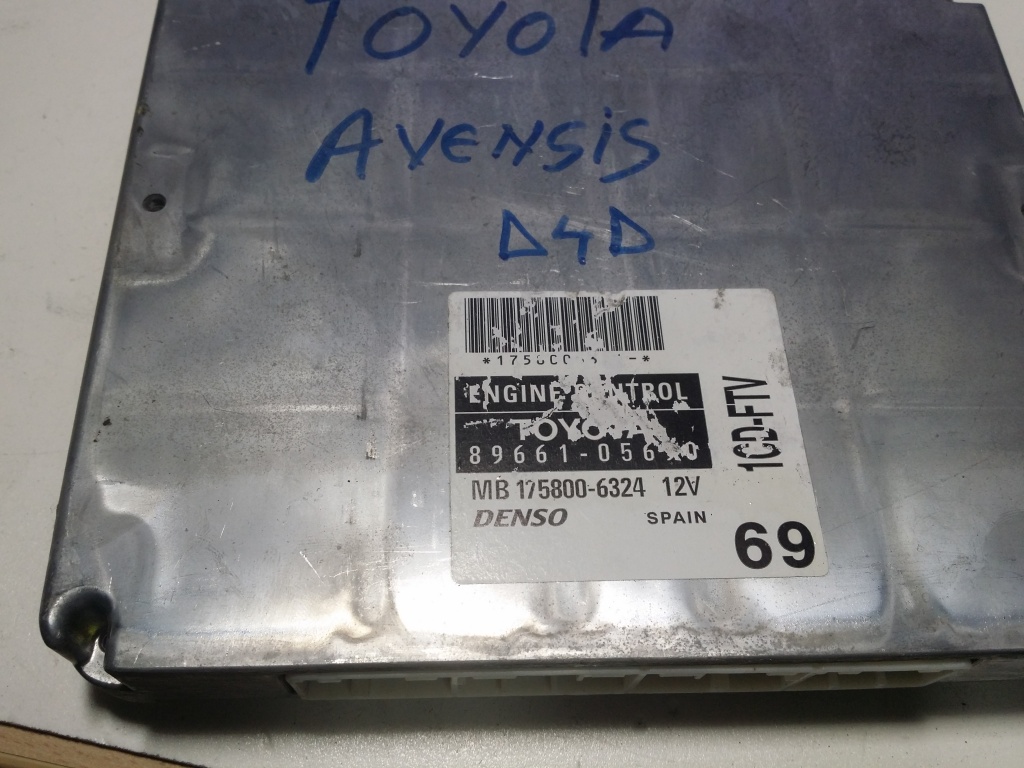 TOYOTA
AVENSiS
D4D
ENGINE CONTROL
TOYOTA
MB 175800-6324 12V
DENSO SPAIN
69
1CD-FTV